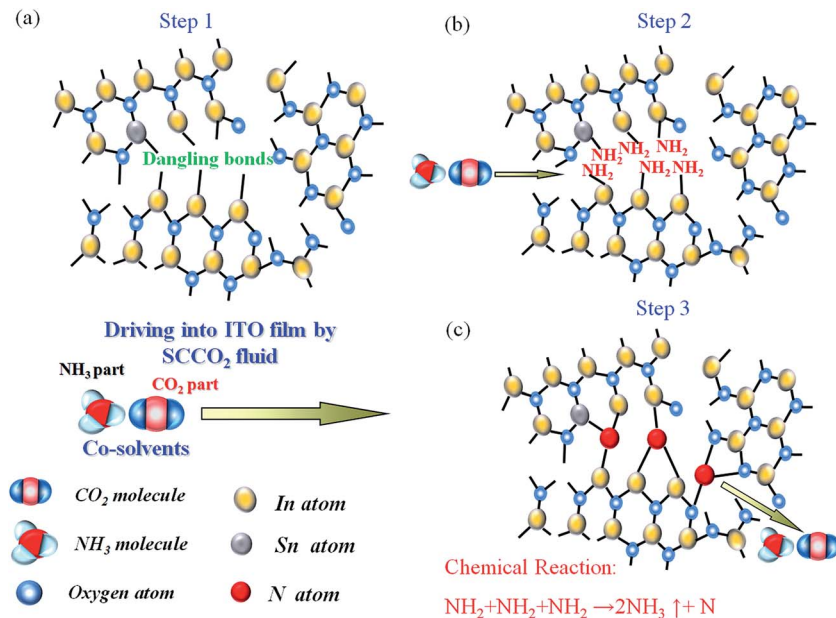 (a)
Step 1
Dangling bonds
Driving into ITO film by
SCCO₂ fluid
NH₃ part
CO₂ part
Co-solvents
CO₂ molecule
NH₃ molecule
Oxygen atom
In atom
Sn atom
N atom
(b)
Step 2
NH₂ NH₂ NH₂
NH₂ NH₂ NH₂
Step 3
(c)
Chemical Reaction:
NH₂+NH₂+NH₂ →2NH₃ ↑+ N